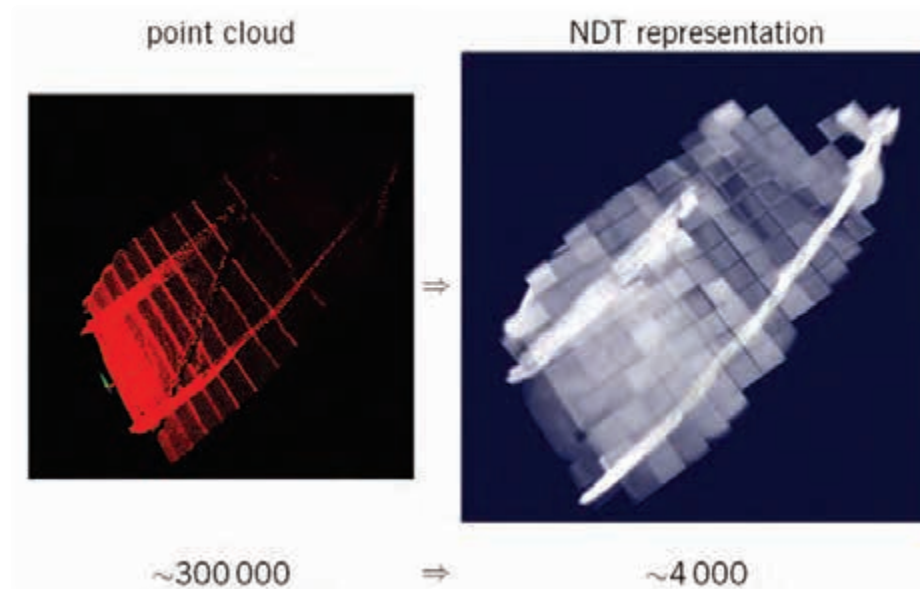 point cloud
NDT representation
⇒
~300 000
⇒
~4 000